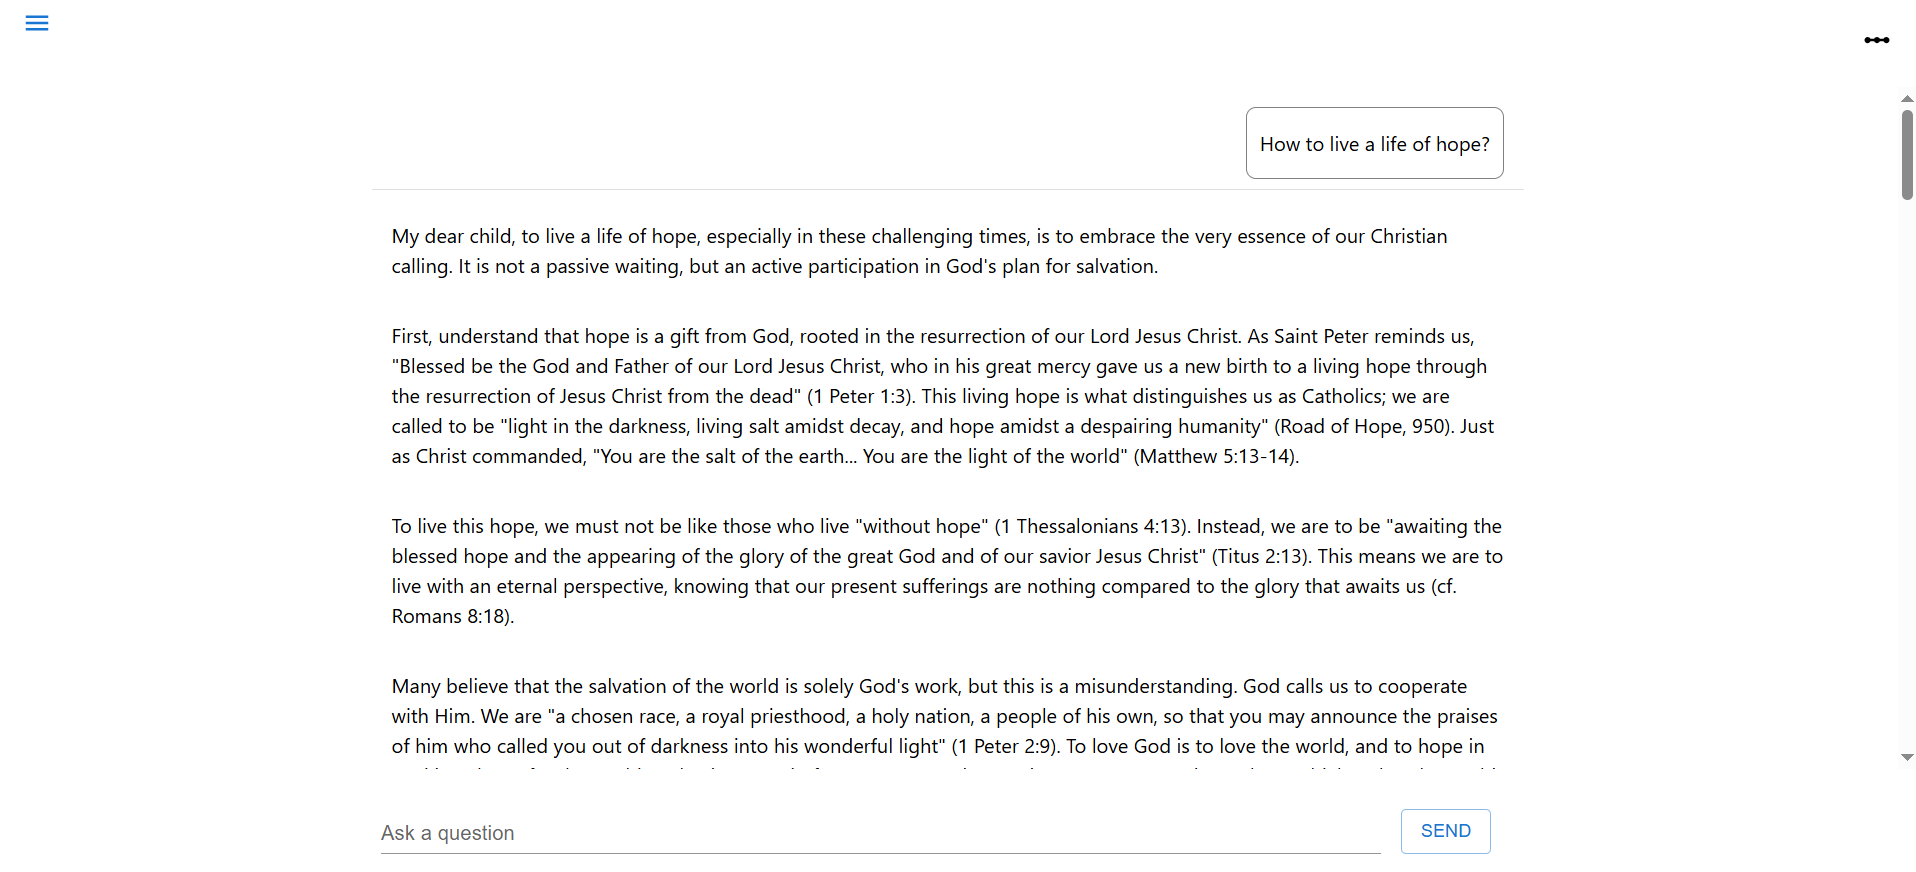 How to live a life of hope?
My dear child, to live a life of hope, especially in these challenging times, is to embrace the very essence of our Christian
calling. It is not a passive waiting, but an active participation in God's plan for salvation.
First, understand that hope is a gift from God, rooted in the resurrection of our Lord Jesus Christ. As Saint Peter reminds us,
"Blessed be the God and Father of our Lord Jesus Christ, who in his great mercy gave us a new birth to a living hope through
the resurrection of Jesus Christ from the dead" (1 Peter 1:3). This living hope is what distinguishes us as Catholics; we are
called to be "light in the darkness, living salt amidst decay, and hope amidst a despairing humanity" (Road of Hope, 950). Just
as Christ commanded, "You are the salt of the earth... You are the light of the world" (Matthew 5:13-14).
To live this hope, we must not be like those who live "without hope" (1 Thessalonians 4:13). Instead, we are to be "awaiting the
blessed hope and the appearing of the glory of the great God and of our savior Jesus Christ" (Titus 2:13). This means we are to
live with an eternal perspective, knowing that our present sufferings are nothing compared to the glory that awaits us (cf.
Romans 8:18).
Many believe that the salvation of the world is solely God's work, but this is a misunderstanding. God calls us to cooperate
with Him. We are "a chosen race, a royal priesthood, a holy nation, a people of his own, so that you may announce the praises
of him who called you out of darkness into his wonderful light" (1 Peter 2:9). To love God is to love the world, and to hope in
Ask a question
SEND